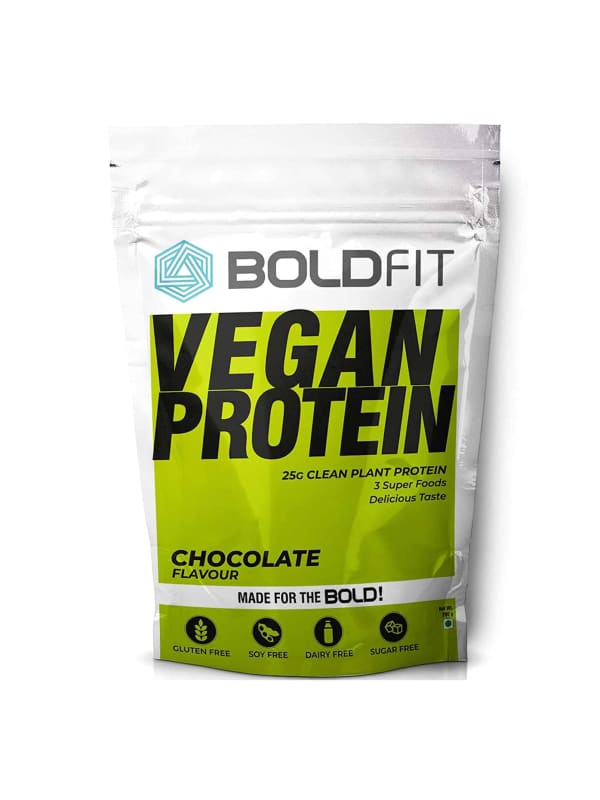 BOLDFIT
VEGAN
PROTEIN
25G CLEAN PLANT PROTEIN
3 Super Foods
Delicious Taste
CHOCOLATE
FLAVOUR
MADE FOR THE BOLD!
GLUTEN FREE
SOY FREE
DAIRY FREE
SUGAR FREE